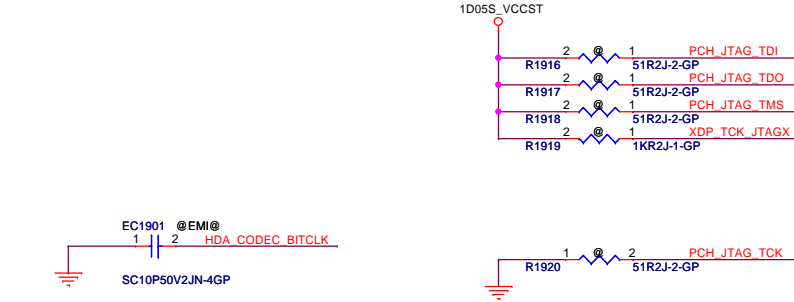 1D05S_VCCST
2 @ 1 PCH_JTAG_TDI
R1916 51R2J-2-GP
2 @ 1 PCH_JTAG_TDO
R1917 51R2J-2-GP
2 @ 1 PCH_JTAG_TMS
R1918 51R2J-2-GP
2 @ 1 XDP_TCK_JTAGX
R1919 1KR2J-1-GP
EC1901 @EMI@
1 2 HDA_CODEC_BITCLK
SC10P50V2JN-4GP
1 @ 2 PCH_JTAG_TCK
R1920 51R2J-2-GP